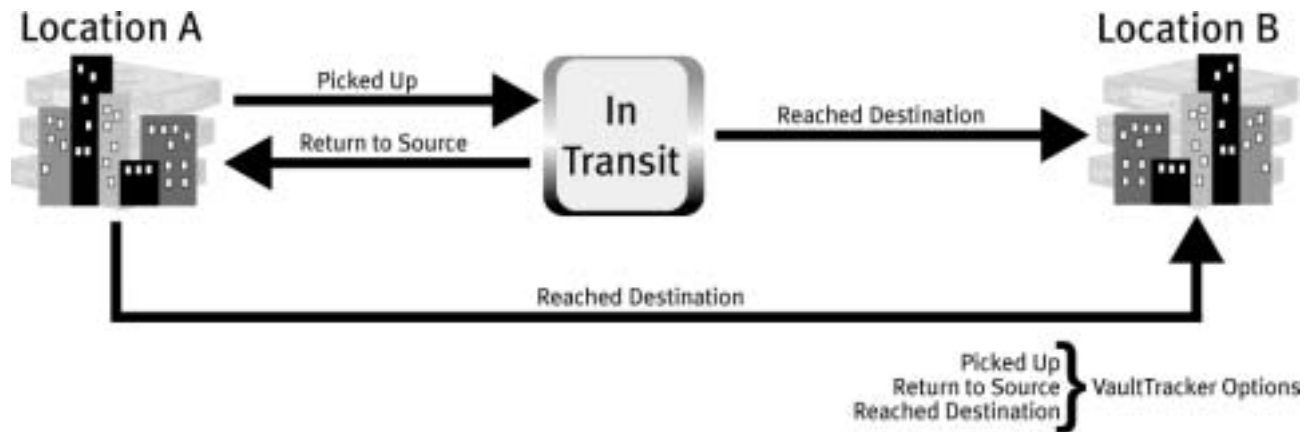 Location A
Location B
Picked Up
In
Transit
Reached Destination
Return to Source
Reached Destination
Picked Up
Return to Source
Reached Destination
VaultTracker Options